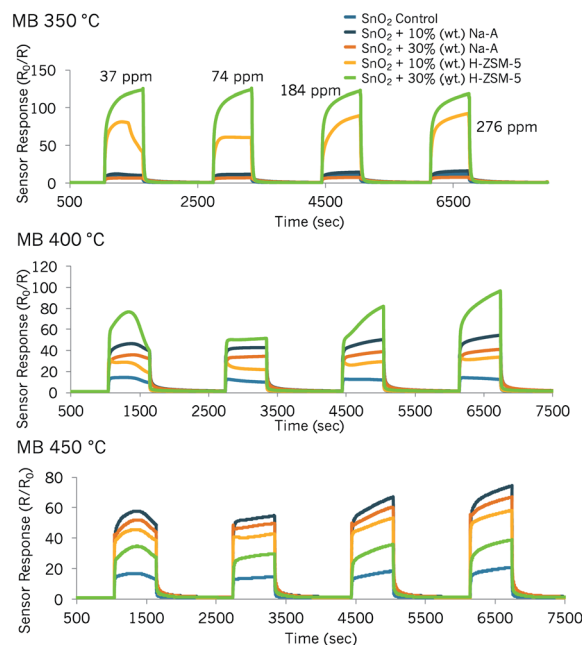 MB 350 °C
SnO₂ Control
SnO₂ + 10% (wt.) Na-A
SnO₂ + 30% (wt.) Na-A
SnO₂ + 10% (wt.) H-ZSM-5
SnO₂ + 30% (wt.) H-ZSM-5
Sensor Response (R₀/R)
150
125
100
75
50
25
0
37 ppm
74 ppm
184 ppm
276 ppm
500 2500 4500 6500
Time (sec)
MB 400 °C
Sensor Response (R₀/R)
120
100
80
60
40
20
0
500 1500 2500 3500 4500 5500 6500 7500
Time (sec)
MB 450 °C
Sensor Response (R/R₀)
80
60
40
20
0
500 1500 2500 3500 4500 5500 6500 7500
Time (sec)